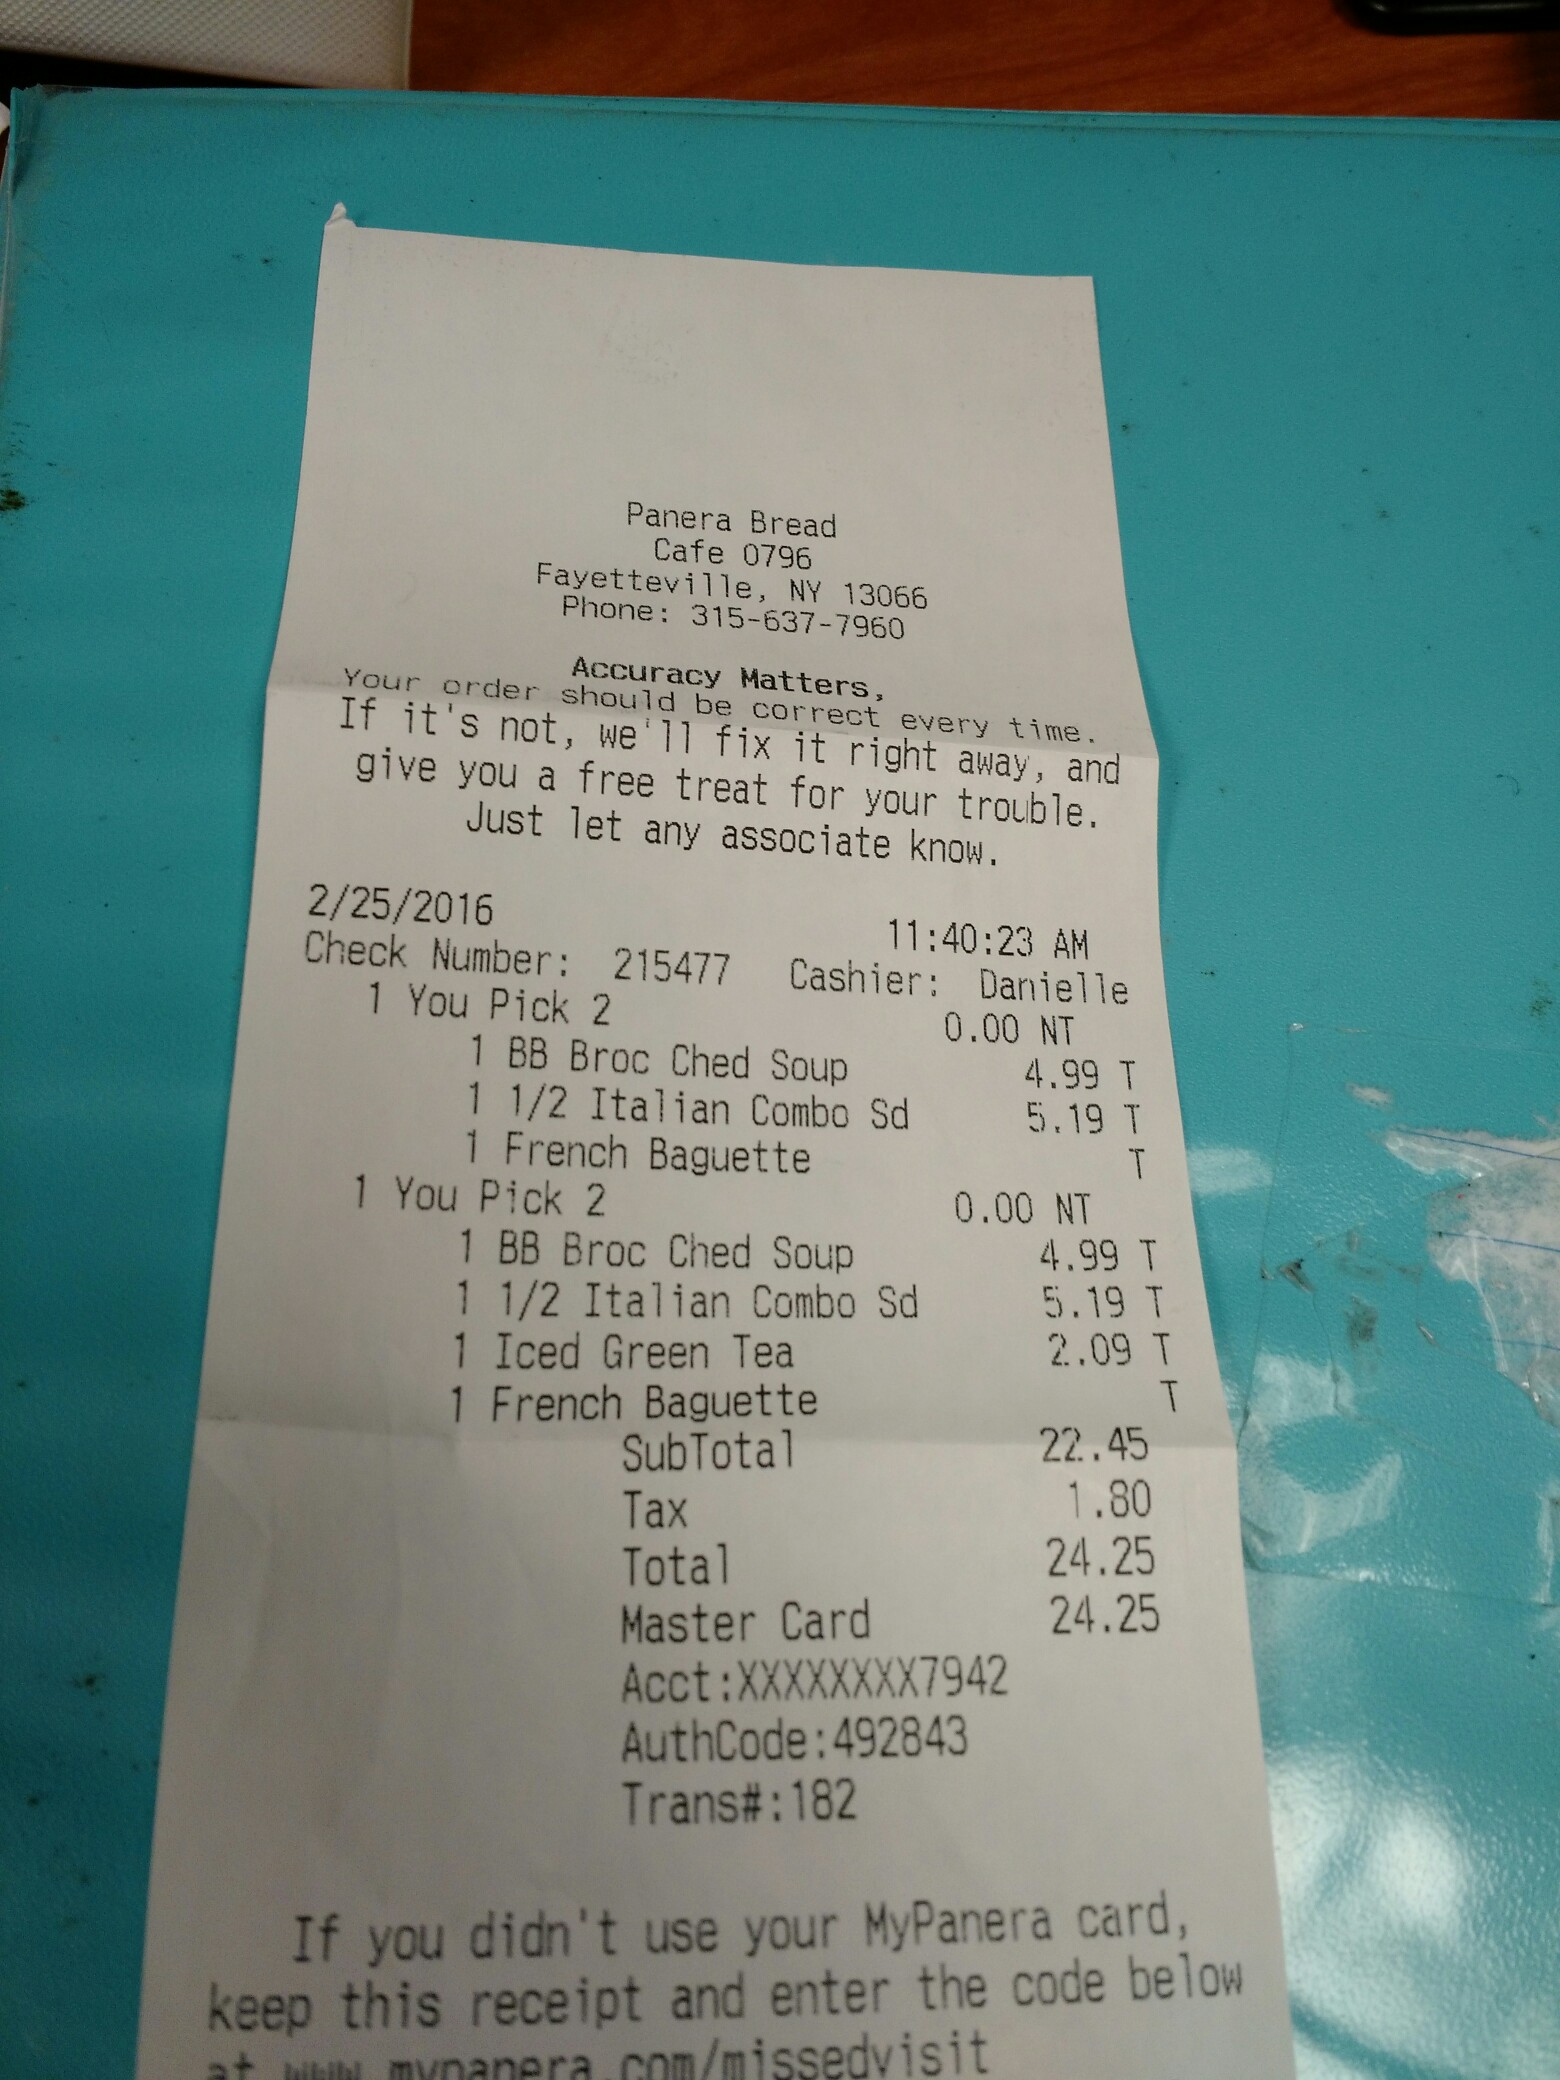 Panera Bread
Cafe 0796
Fayetteville, NY 13066
Phone: 315-637-7960
Accuracy Matters,
Your order should be correct every time.
If it's not, we'll fix it right away, and
give you a free treat for your trouble.
Just let any associate know.
2/25/2016 11:40:23 AM
Check Number: 215477 Cashier: Danielle
1 You Pick 2 0.00 NT
1 BB Broc Ched Soup 4.99 T
1 1/2 Italian Combo Sd 5.19 T
1 French Baguette T
1 You Pick 2 0.00 NT
1 BB Broc Ched Soup 4.99 T
1 1/2 Italian Combo Sd 5.19 T
1 Iced Green Tea 2.09 T
1 French Baguette T
SubTotal 22.45
Tax 1.80
Total 24.25
Master Card 24.25
Acct:XXXXXXXX7942
AuthCode:492843
Trans#:182
If you didn't use your MyPanera card,
keep this receipt and enter the code below
at www.mypanera.com/missedvisit